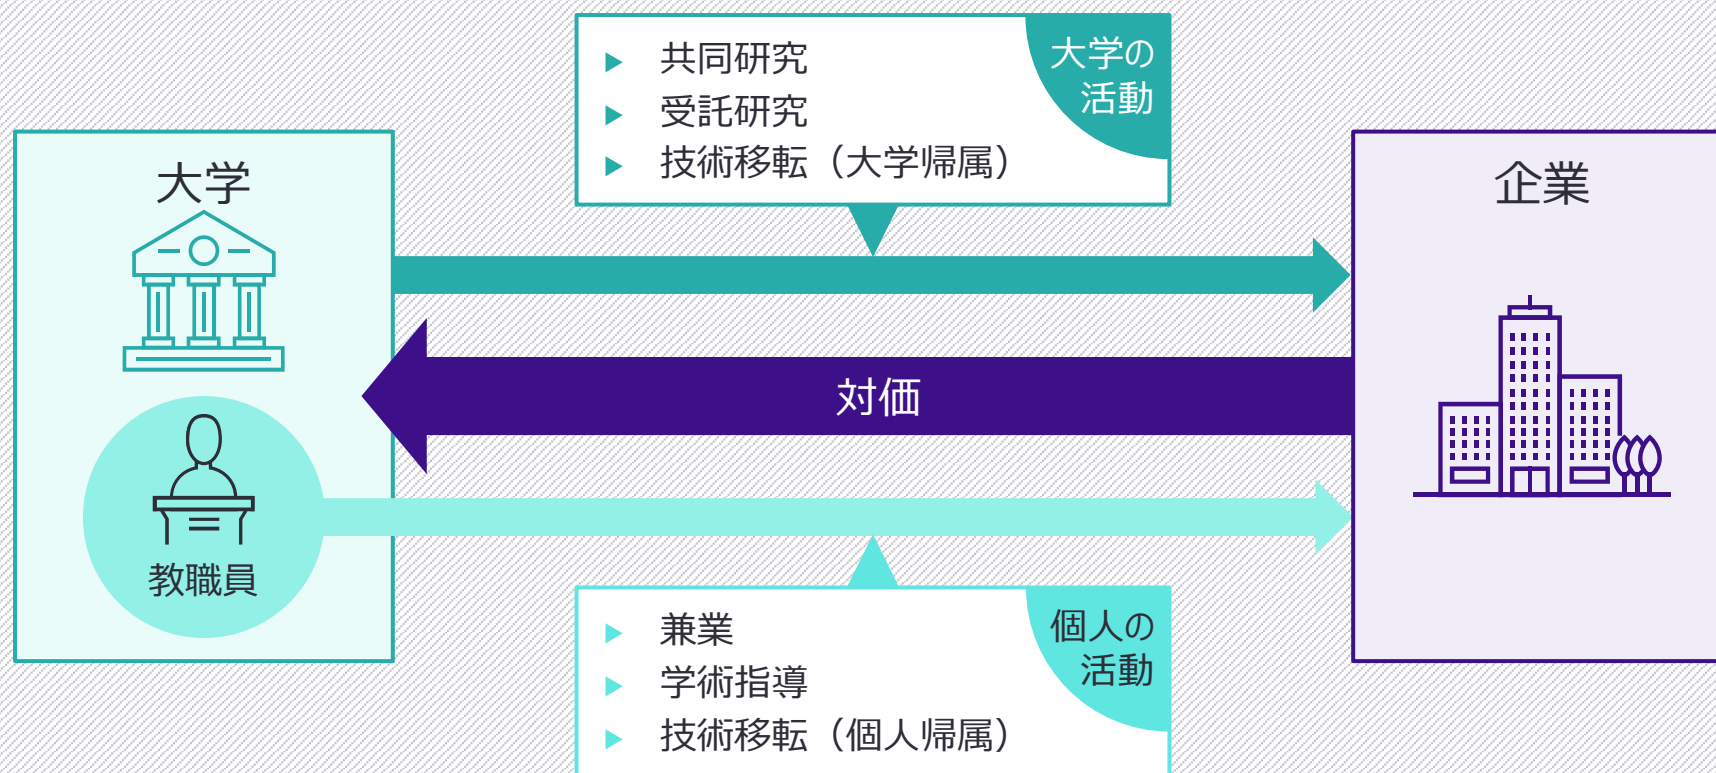 共同研究
受託研究
技術移転（大学帰属）
大学の
活動
大学
企業
対価
教職員
兼業
学術指導
技術移転（個人帰属）
個人の
活動